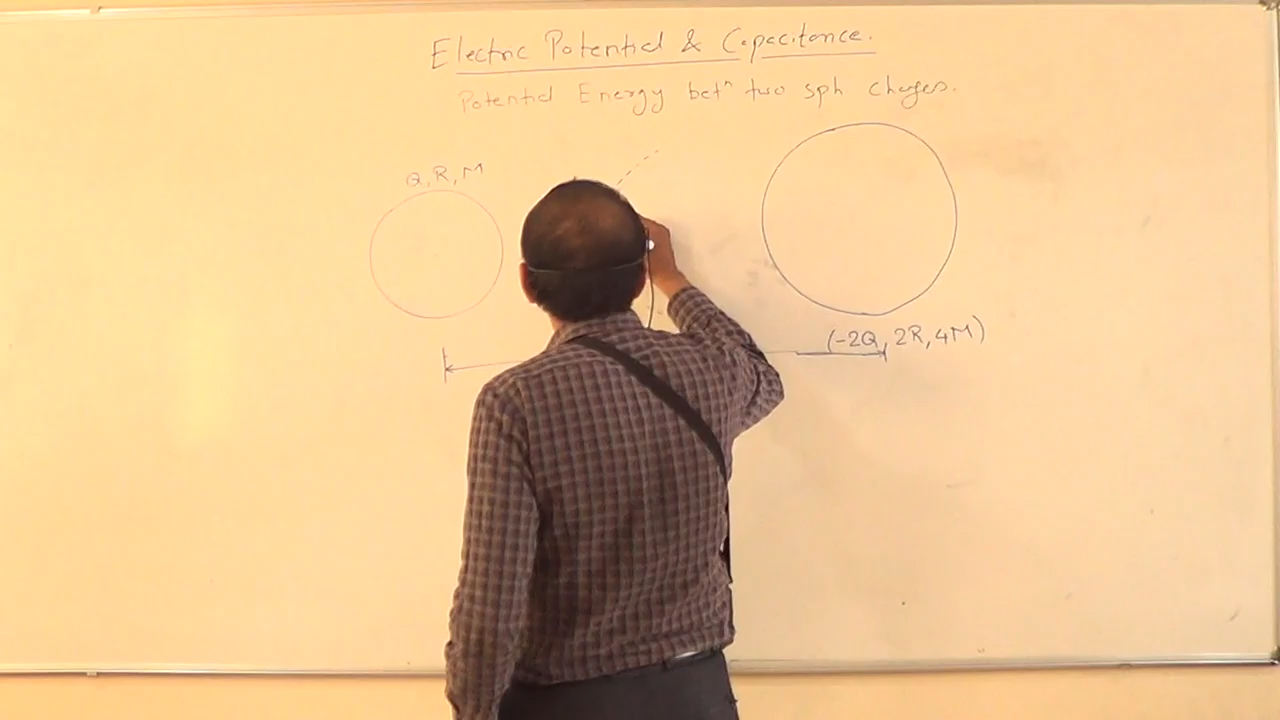 Electric Potential & Capacitance.
Potential Energy betⁿ two sph charges.
Q, R, M
(-2Q, 2R, 4M)